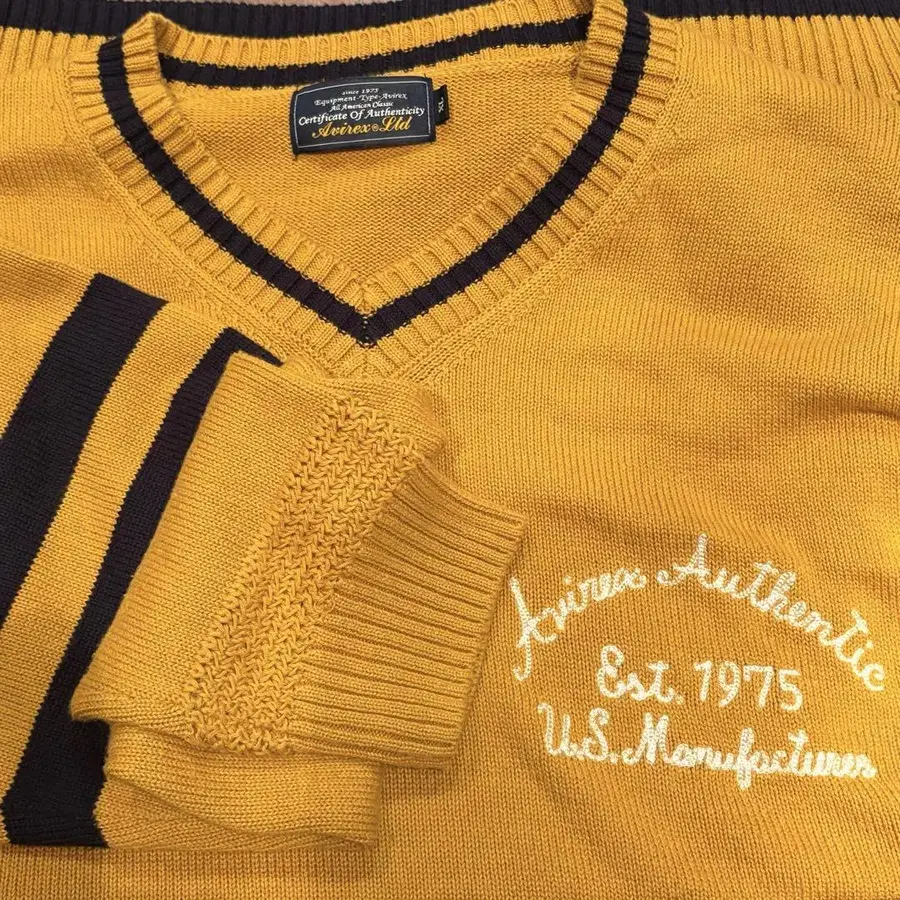 since 1975
Equipment-Type-Avirex
All American Classic
Certificate Of Authenticity
Avirex®Ltd
XL
Avirex Authentic
Est. 1975
U.S. Manufactures